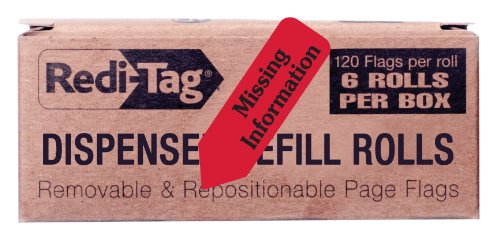 Redi-Tag®
Missing
Information
120 Flags per roll
6 ROLLS
PER BOX
DISPENSE EFILL ROLLS
Removable & Repositionable Page Flags